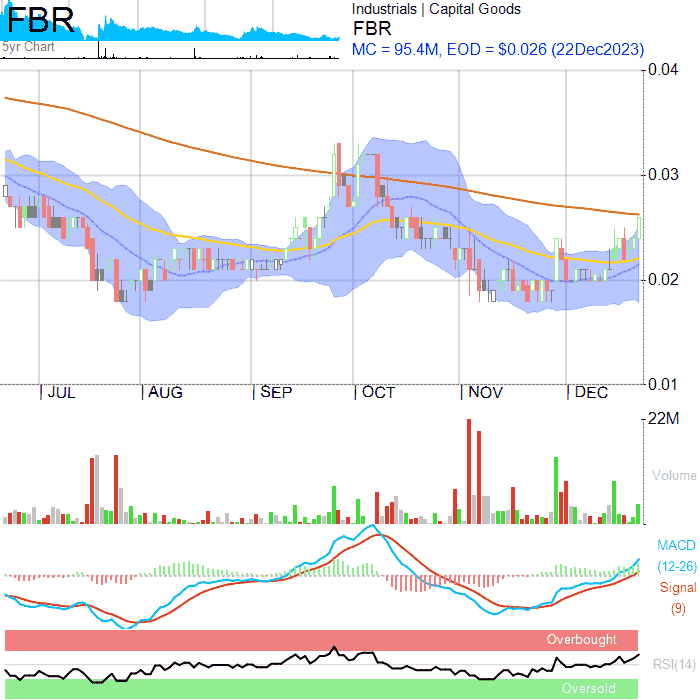 FBR
5yr Chart
Industrials | Capital Goods
FBR
MC = 95.4M, EOD = $0.026 (22Dec2023)
0.04
0.03
0.02
0.01
| JUL
| AUG
| SEP
| OCT
| NOV
| DEC
22M
Volume
MACD
(12-26)
Signal
(9)
Overbought
RSI(14)
Oversold